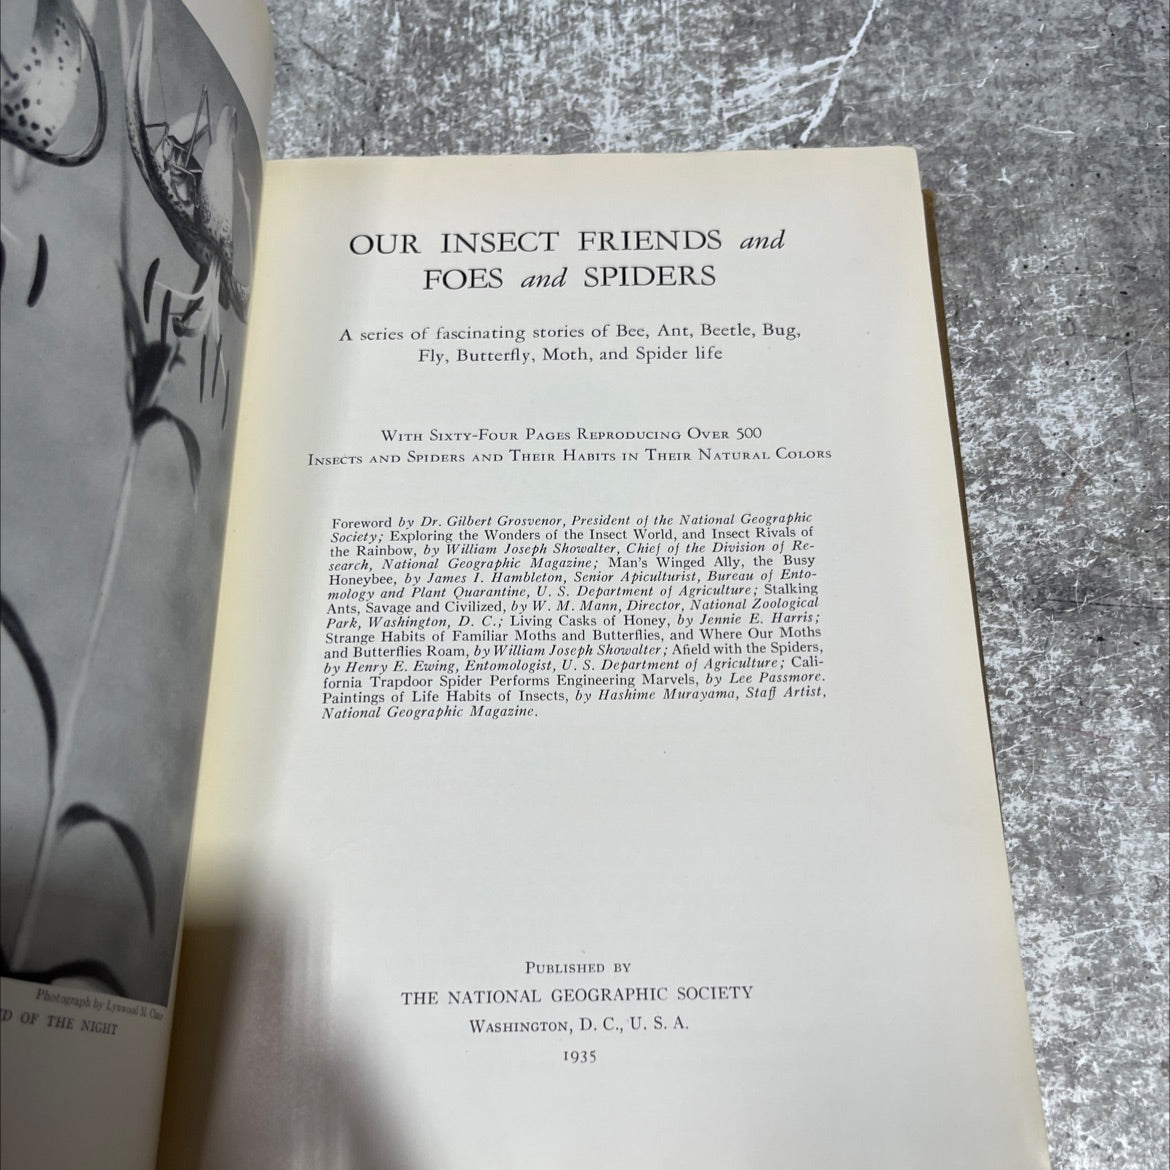 OUR INSECT FRIENDS and
FOES and SPIDERS
A series of fascinating stories of Bee, Ant, Beetle, Bug,
Fly, Butterfly, Moth, and Spider life
With Sixty-Four Pages Reproducing Over 500
Insects and Spiders and Their Habits in Their Natural Colors
Foreword by Dr. Gilbert Grosvenor, President of the National Geographic
Society; Exploring the Wonders of the Insect World, and Insect Rivals of
the Rainbow, by William Joseph Showalter, Chief of the Division of Re-
search, National Geographic Magazine; Man's Winged Ally, the Busy
Honeybee, by James I. Hambleton, Senior Apiculturist, Bureau of Ento-
mology and Plant Quarantine, U. S. Department of Agriculture; Stalking
Ants, Savage and Civilized, by W. M. Mann, Director, National Zoological
Park, Washington, D. C.; Living Casks of Honey, by Jennie E. Harris;
Strange Habits of Familiar Moths and Butterflies, and Where Our Moths
and Butterflies Roam, by William Joseph Showalter; Afield with the Spiders,
by Henry E. Ewing, Entomologist, U. S. Department of Agriculture; Cali-
fornia Trapdoor Spider Performs Engineering Marvels, by Lee Passmore.
Paintings of Life Habits of Insects, by Hashime Murayama, Staff Artist,
National Geographic Magazine.
Published by
THE NATIONAL GEOGRAPHIC SOCIETY
Washington, D. C., U. S. A.
1935
Photograph by Lynwood M. Chace
D OF THE NIGHT